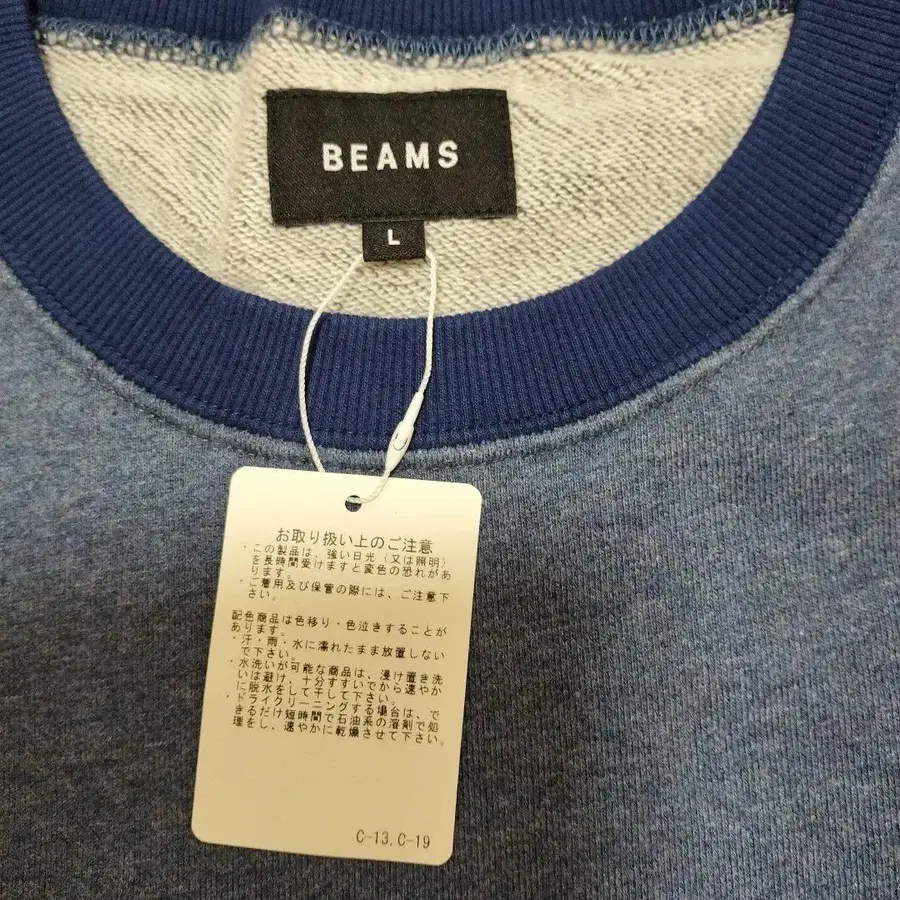 BEAMS
L
お取り扱い上のご注意
・この製品は、強い日光（又は照明）
を長時間受けますと変色の恐れがあ
ります。
・ご着用及び保管の際には、ご注意下
さい。
配色商品は色移り・色泣きすることが
あります。
・汗・雨・水に濡れたまま放置しない
で下さい。
・水洗いが可能な商品は、浸け置き洗
いは避け、十分すすいでから速やか
に脱水をして干して下さい。
・ドライクリーニングする場合は、で
きるだけ短時間で石油系の溶剤で処
理をし、速やかに乾燥させて下さい。
C-13.C-19